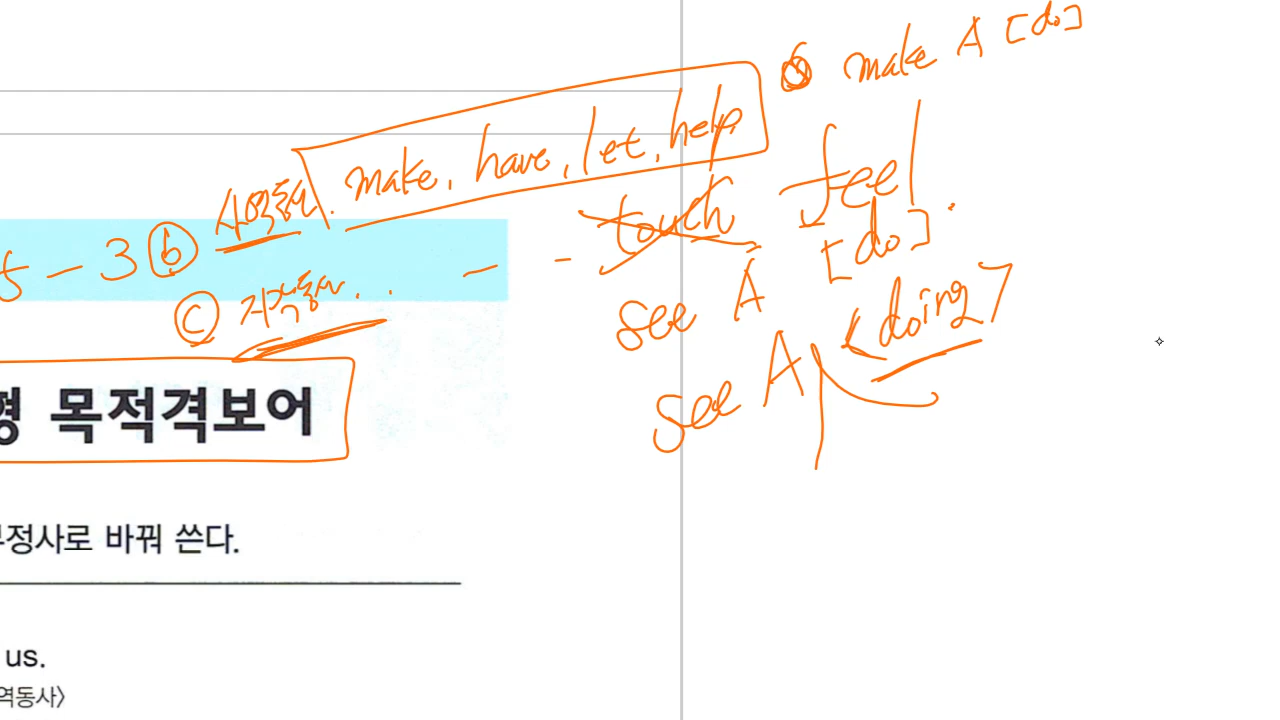 make A [do]
make, have, let, help
사역동사. feel
5-3 ⓑ touch [do].
ⓒ 지각동사.. - - see A
see A <doing>
형 목적격보어
부정사로 바꿔 쓴다.
us.
역동사>